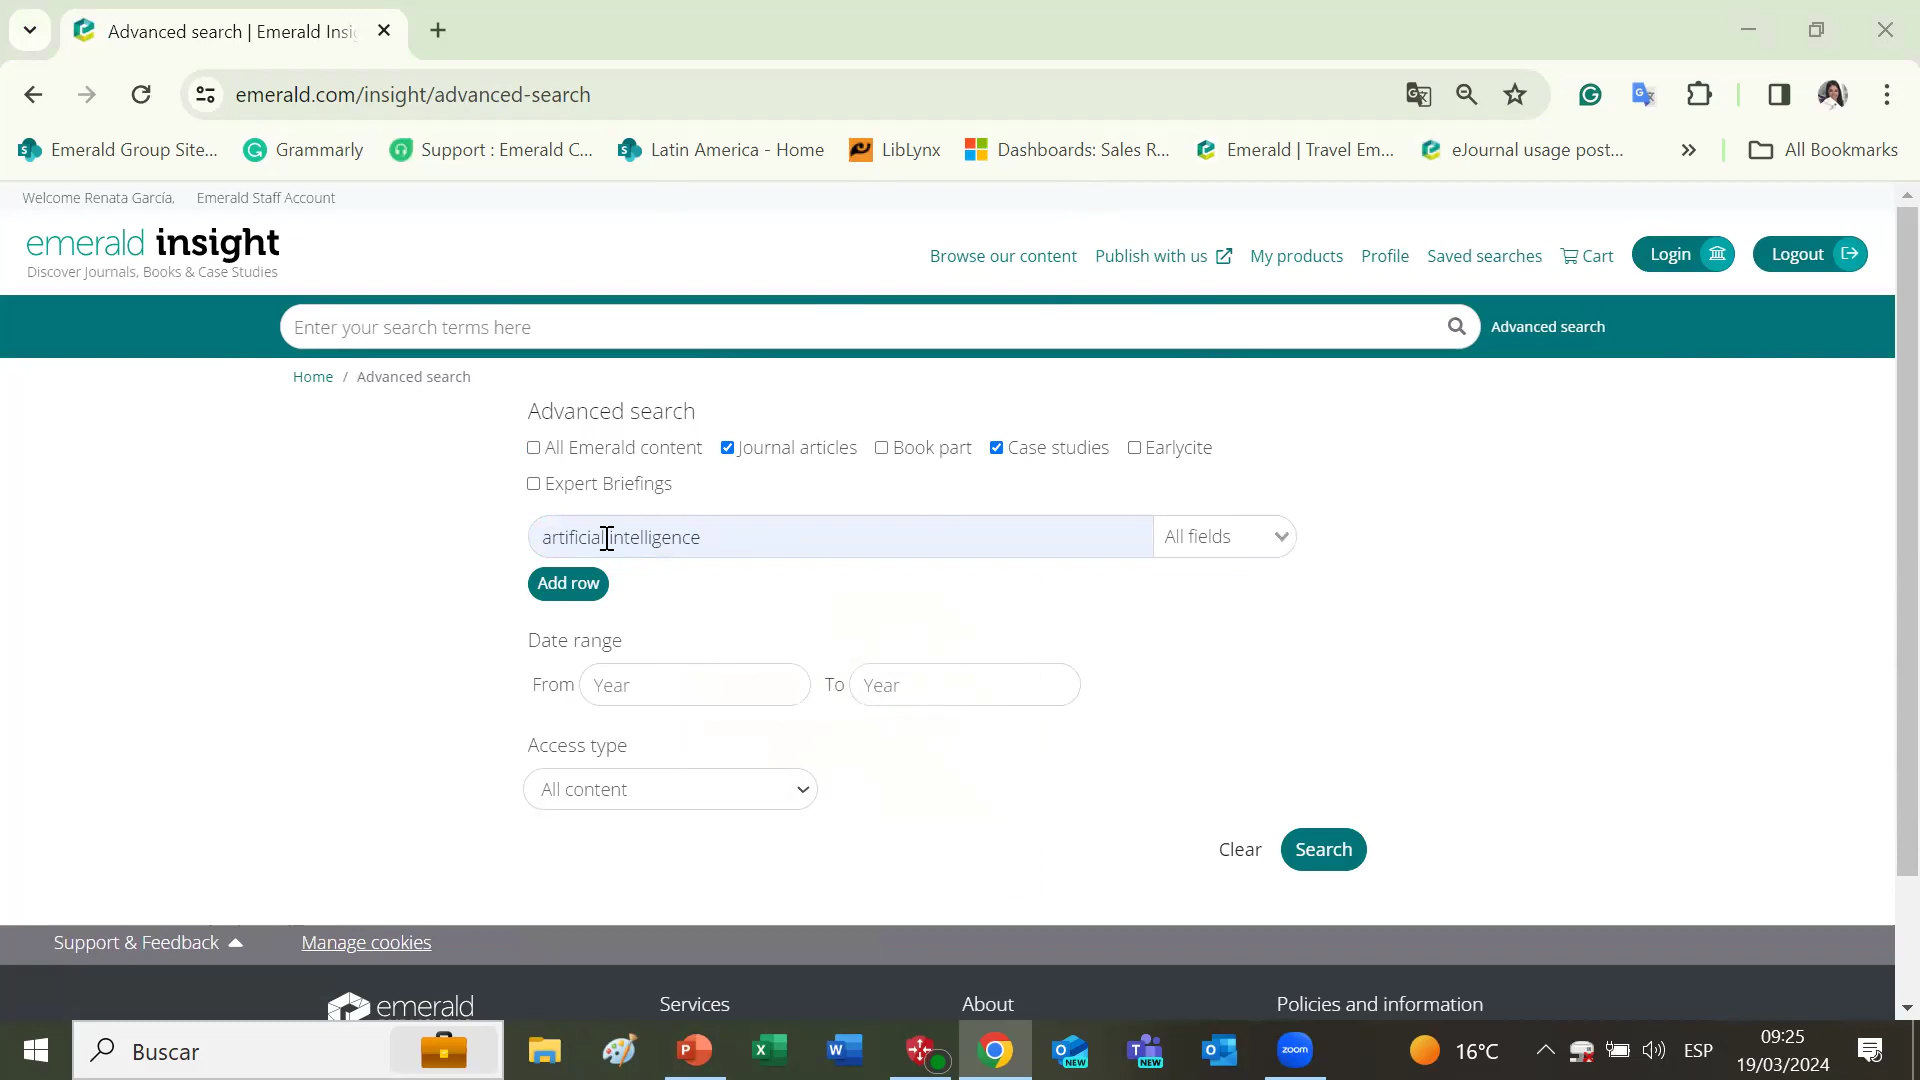 Advanced search | Emerald Insi
emerald.com/insight/advanced-search
Emerald Group Site... Grammarly Support : Emerald C... Latin America - Home LibLynx Dashboards: Sales R... Emerald | Travel Em... eJournal usage post... » All Bookmarks
Welcome Renata García, Emerald Staff Account
emerald insight
Discover Journals, Books & Case Studies
Browse our content Publish with us My products Profile Saved searches Cart Login Logout
Enter your search terms here Advanced search
Home / Advanced search
Advanced search
All Emerald content Journal articles Book part Case studies Earlycite
Expert Briefings
artificial intelligence All fields
Add row
Date range
From Year To Year
Access type
All content
Clear Search
Support & Feedback Manage cookies
emerald Services About Policies and information
Buscar 16°C ESP 09:25
19/03/2024
NEW NEW zoom